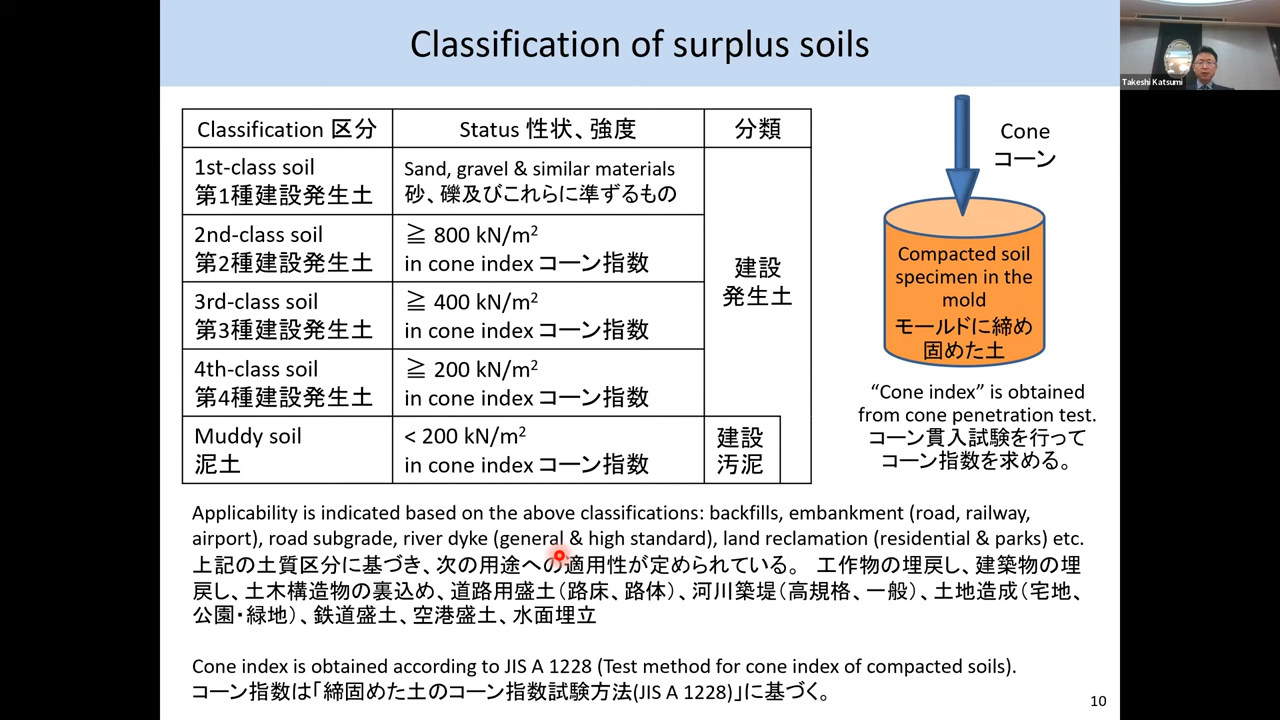 Classification of surplus soils
Takeshi Katsumi
Classification 区分
Status 性状、強度
分類
1st-class soil
第1種建設発生土
Sand, gravel & similar materials
砂、礫及びこれらに準ずるもの
2nd-class soil
第2種建設発生土
≧ 800 kN/m²
in cone index コーン指数
3rd-class soil
第3種建設発生土
≧ 400 kN/m²
in cone index コーン指数
4th-class soil
第4種建設発生土
≧ 200 kN/m²
in cone index コーン指数
建設
発生土
Muddy soil
泥土
< 200 kN/m²
in cone index コーン指数
建設
汚泥
Cone
コーン
Compacted soil
specimen in the
mold
モールドに締め
固めた土
“Cone index” is obtained
from cone penetration test.
コーン貫入試験を行って
コーン指数を求める。
Applicability is indicated based on the above classifications: backfills, embankment (road, railway,
airport), road subgrade, river dyke (general & high standard), land reclamation (residential & parks) etc.
上記の土質区分に基づき、次の用途への適用性が定められている。 工作物の埋戻し、建築物の埋
戻し、土木構造物の裏込め、道路用盛土（路床、路体）、河川築堤（高規格、一般）、土地造成（宅地、
公園・緑地）、鉄道盛土、空港盛土、水面埋立
Cone index is obtained according to JIS A 1228 (Test method for cone index of compacted soils).
コーン指数は「締固めた土のコーン指数試験方法(JIS A 1228)」に基づく。
10